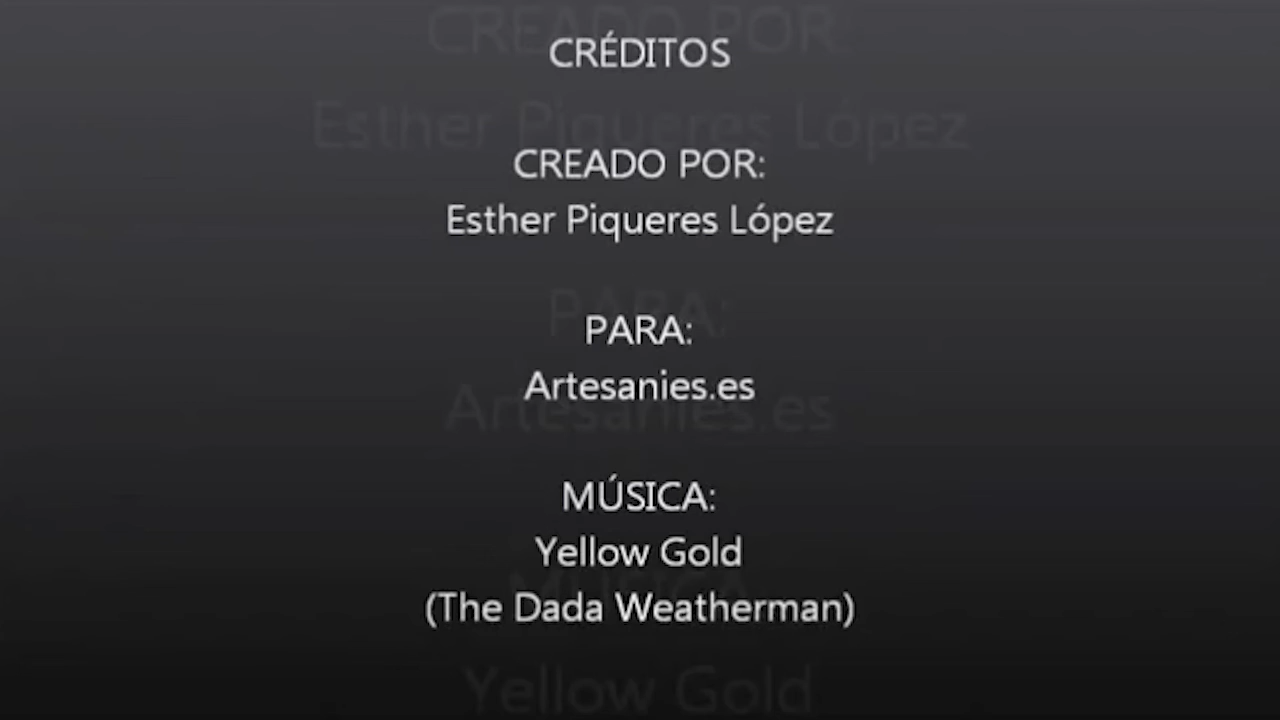 CRÉDITOS
CREADO POR:
Esther Piqueres López
PARA:
Artesanies.es
MÚSICA:
Yellow Gold
(The Dada Weatherman)